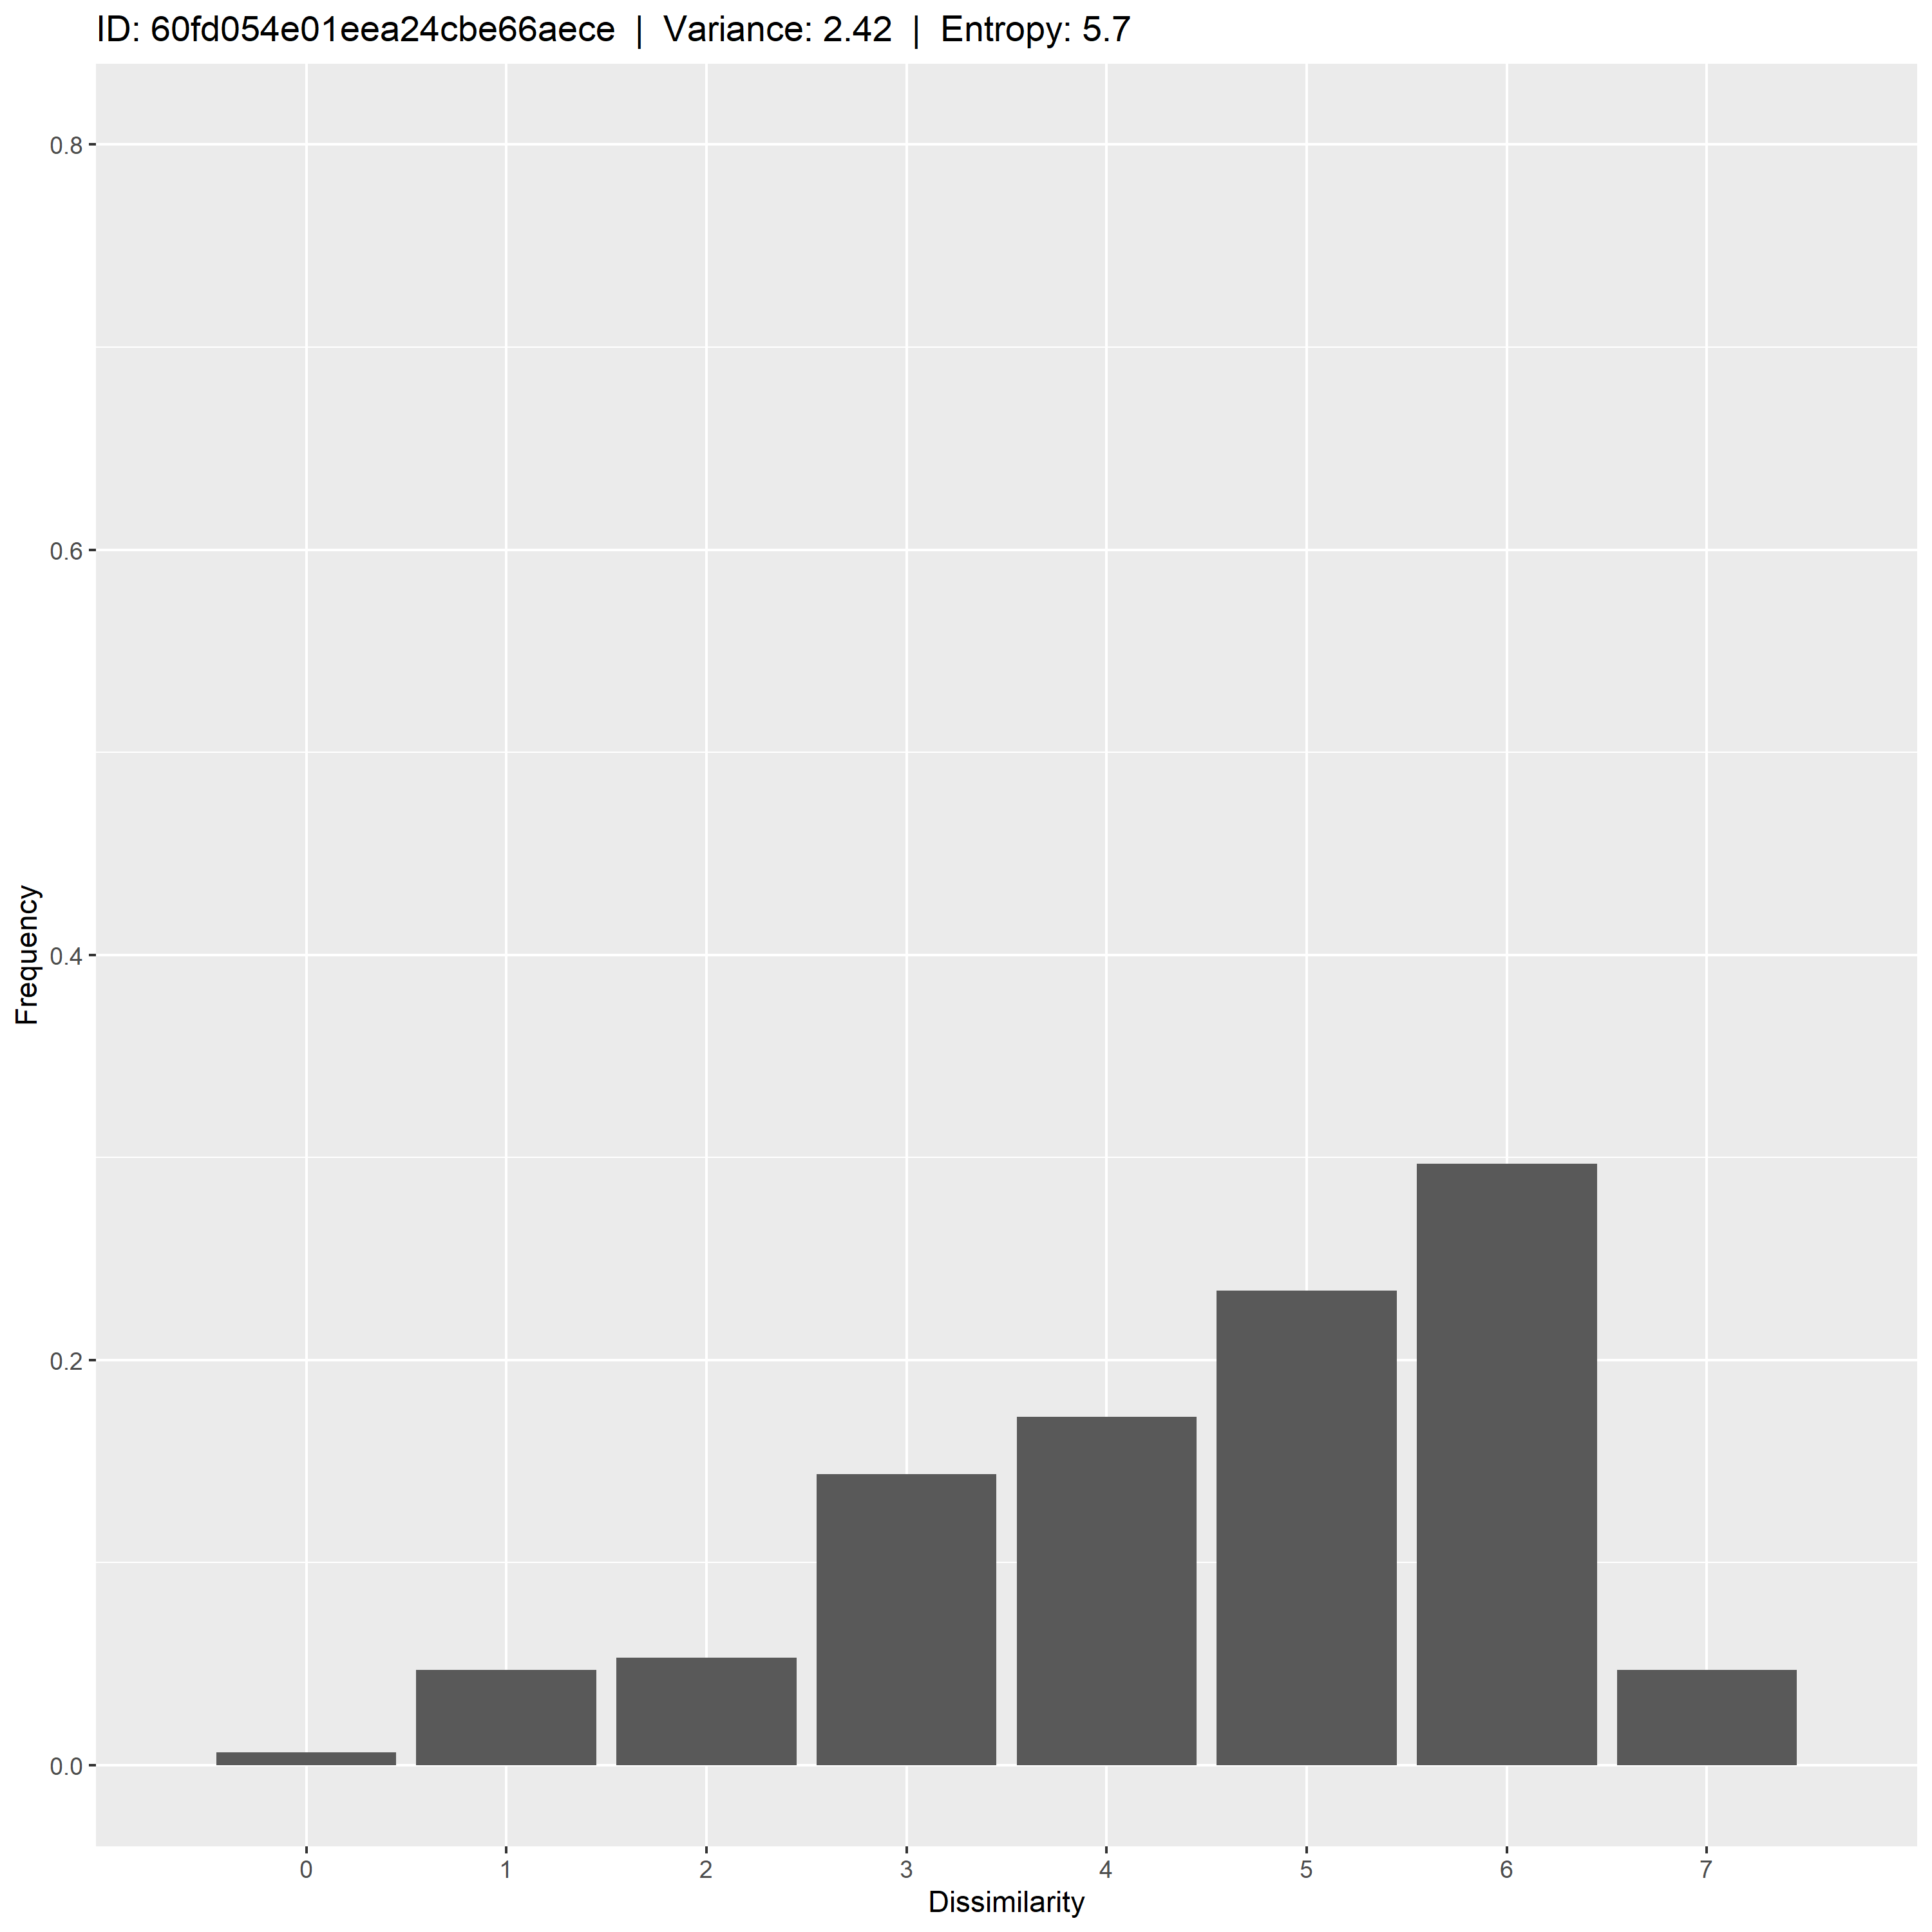 ID: 60fd054e01eea24cbe66aece | Variance: 2.42 | Entropy: 5.7
0.8
0.6
0.4
0.2
0.0
Frequency
0 1 2 3 4 5 6 7
Dissimilarity